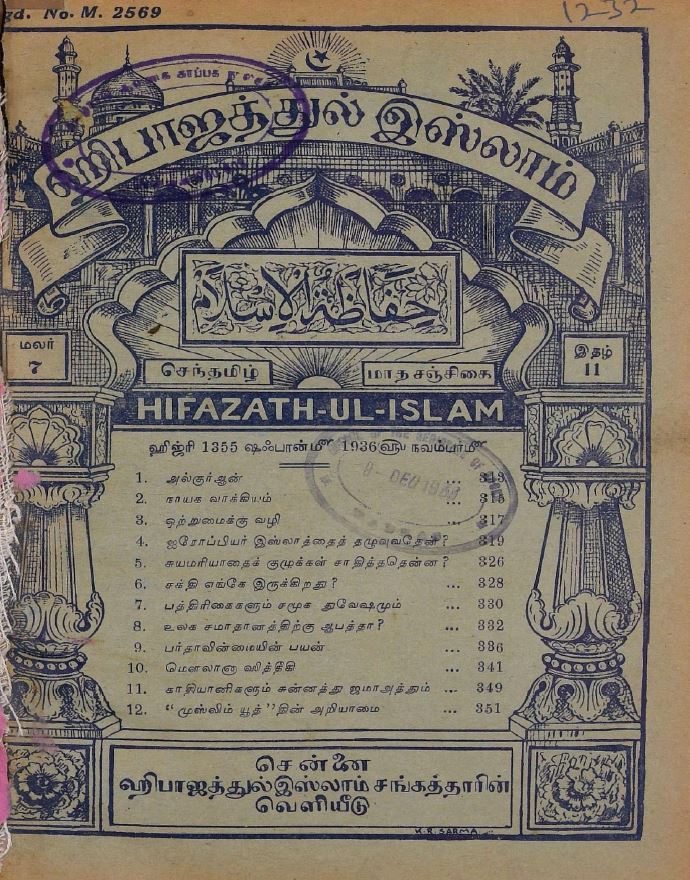 gd. No. M. 2569
1232
ஹிபாஜத்துல் இஸ்லாம்
حفاظة الإسلام
மலர்
7
இதழ்
11
செந்தமிழ்
மாதசஞ்சிகை
HIFAZATH-UL-ISLAM
ஹிஜ்ரி 1355 ஷஃபான்மீ 1936௵ நவம்பர்மீ
1. அல்குர்ஆன் ... 313
2. நாயக வாக்கியம் ... 315
3. ஒற்றுமைக்கு வழி ... 317
4. ஐரோப்பியர் இஸ்லாத்தைத் தழுவுவதேன்? 319
5. சுயமரியாதைக் குழுக்கள் சாதித்ததென்ன? 326
6. சக்தி எங்கே இருக்கிறது? ... 328
7. பத்திரிகைகளும் சமூக துவேஷமும் ... 330
8. உலக சமாதானத்திற்கு ஆபத்தா? ... 332
9. பர்தாவின்மையின் பயன் ... 336
10. மௌலானா ஸித்தீகி ... 341
11. காதியானிகளும் சுன்னத்து ஜமாஅத்தும் ... 349
12. “முஸ்லிம் யூத்”தின் அறியாமை ... 351
சென்னை
ஹிபாஜத்துல்இஸ்லாம் சங்கத்தாரின்
வெளியீடு
K.R. SARMA